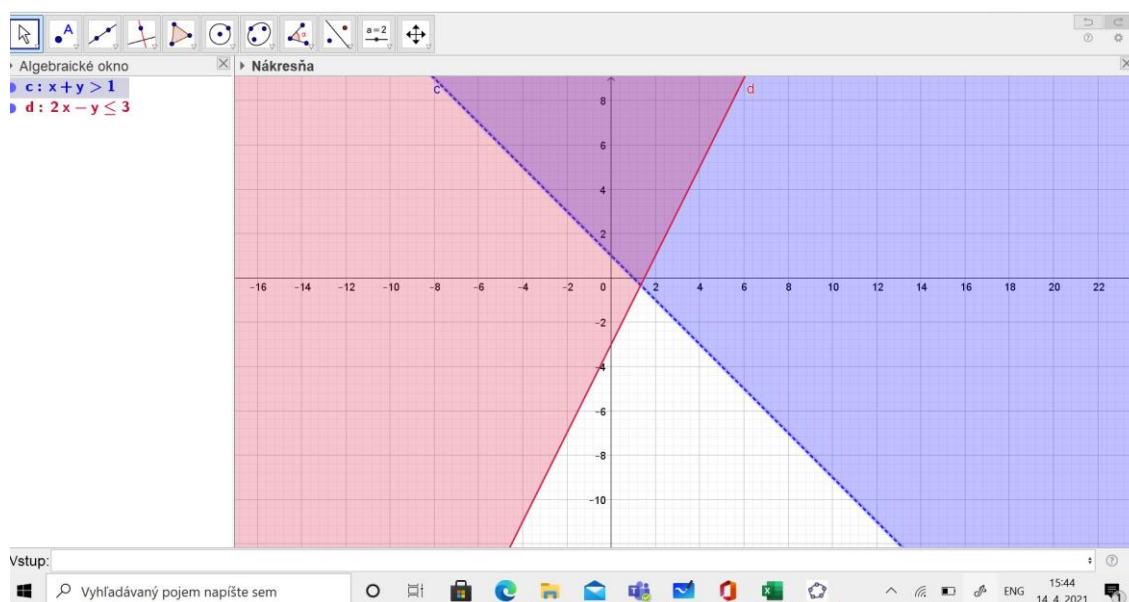 a = 2
Algebraické okno
Nákresňa
c : x + y > 1
d : 2 x − y ≤ 3
c
d
8
6
4
2
−16 −14 −12 −10 −8 −6 −4 −2 0 2 4 6 8 10 12 14 16 18 20 22
−2
−4
−6
−8
−10
Vstup:
Vyhľadávaný pojem napíšte sem
ENG
15:44
14. 4. 2021
1